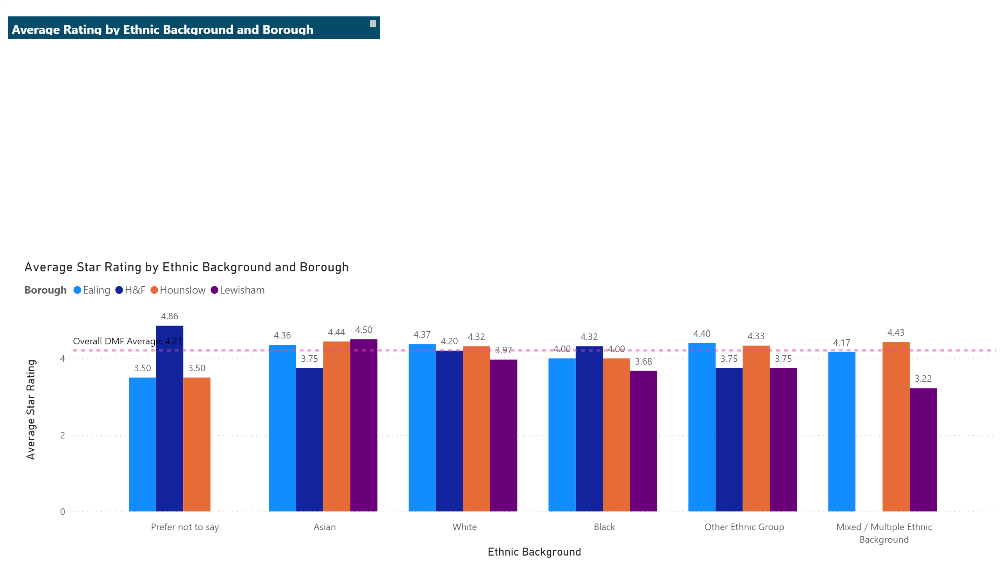 Average Rating by Ethnic Background and Borough
Average Star Rating by Ethnic Background and Borough
Borough Ealing H&F Hounslow Lewisham
Overall DMF Average: 4.21
3.50 4.86 3.50
4.36 3.75 4.44 4.50
4.37 4.20 4.32 3.97
4.00 4.32 4.00 3.68
4.40 3.75 4.33 3.75
4.17 4.43 3.22
Average Star Rating
4
2
0
Prefer not to say
Asian
White
Black
Other Ethnic Group
Mixed / Multiple Ethnic
Background
Ethnic Background